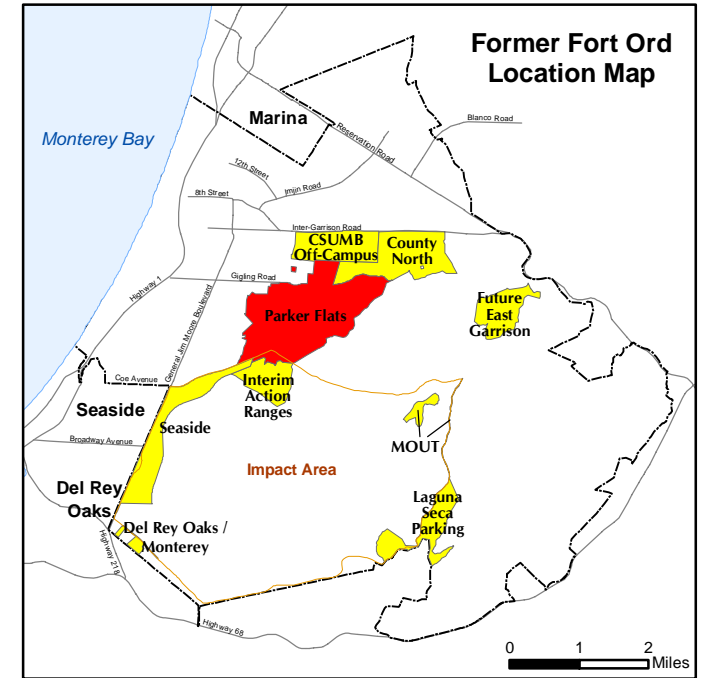 Former Fort Ord
Location Map
Marina
Monterey Bay
Blanco Road
Reservation Road
12th Street
Imjin Road
8th Street
Inter-Garrison Road
CSUMB
Off-Campus
County
North
Gigling Road
Highway 1
General Jim Moore Boulevard
Parker Flats
Future
East
Garrison
Coe Avenue
Interim
Action
Ranges
Seaside
Seaside
Broadway Avenue
MOUT
Impact Area
Del Rey
Oaks
Laguna
Seca
Parking
Del Rey Oaks /
Monterey
Highway 218
Highway 68
0 1 2
Miles